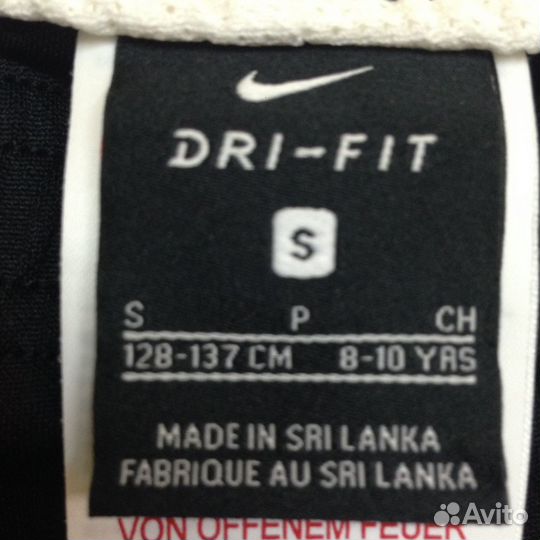 DRI-FIT
S
S P CH
128-137 CM 8-10 YRS
MADE IN SRI LANKA
FABRIQUE AU SRI LANKA
VON OFFENEM FEUER
Avito